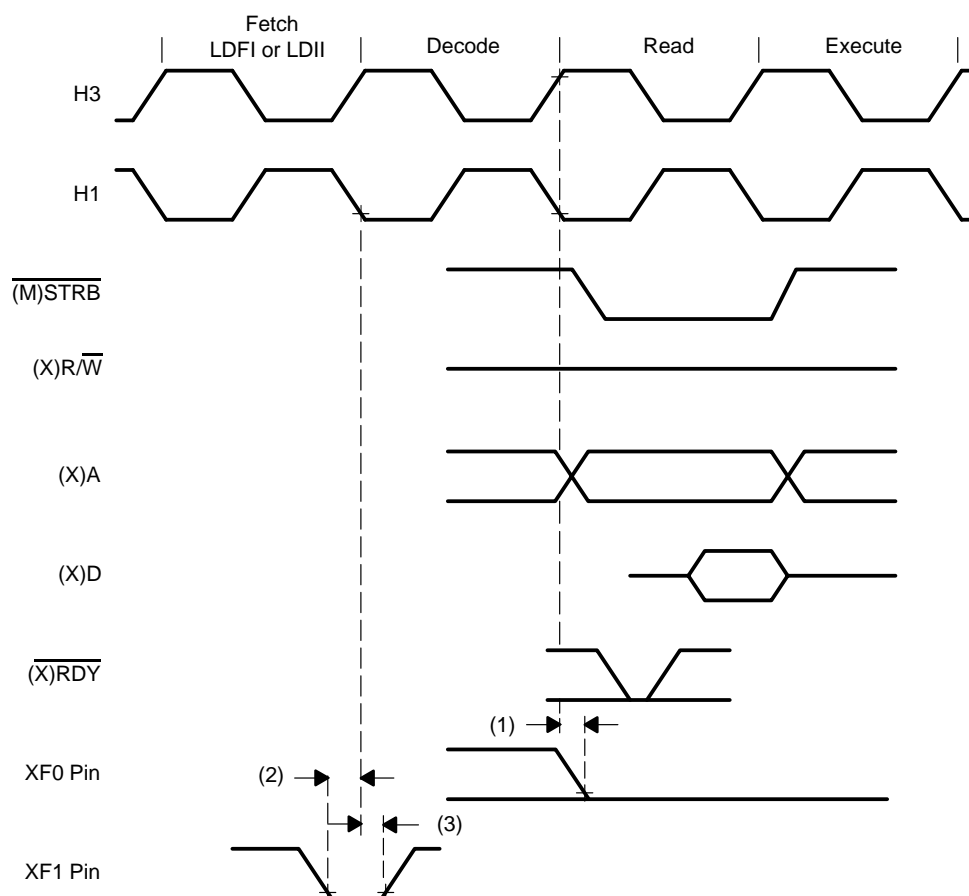 Fetch
LDFI or LDII
Decode
Read
Execute
H3
H1
(M)STRB
(X)R/W
(X)A
(X)D
(X)RDY
(1)
XF0 Pin
(2)
(3)
XF1 Pin